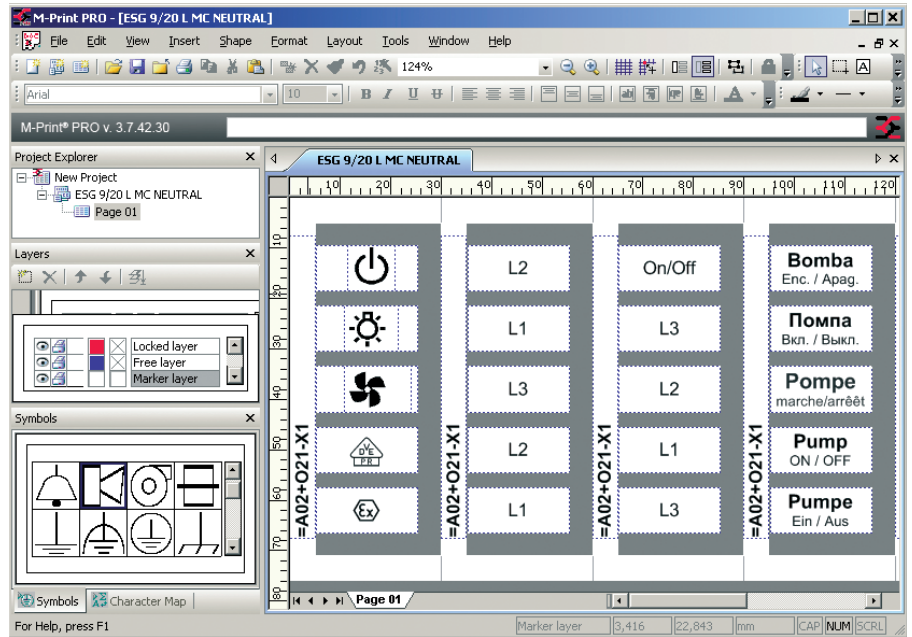 M-Print PRO - [ESG 9/20 L MC NEUTRAL]
File Edit View Insert Shape Format Layout Tools Window Help
124%
Arial 10 B I U
M-Print® PRO v. 3.7.42.30
Project Explorer
New Project
ESG 9/20 L MC NEUTRAL
Page 01
Layers
Locked layer
Free layer
Marker layer
Symbols
Symbols Character Map
ESG 9/20 L MC NEUTRAL
10 20 30 40 50 60 70 80 90 100 110 120
10
20
30
40
50
60
70
80
=A02+O21-X1
DVE
PR
Ex
L2
L1
L3
L2
L1
=A02+O21-X1
On/Off
L3
L2
L1
L3
=A02+O21-X1
Bomba
Enc. / Apag.
Помпа
Вкл. / Выкл.
Pompe
marche/arrêêt
Pump
ON / OFF
Pumpe
Ein / Aus
=A02+O21-X1
Page 01
For Help, press F1 Marker layer 3,416 22,843 mm CAP NUM SCRL